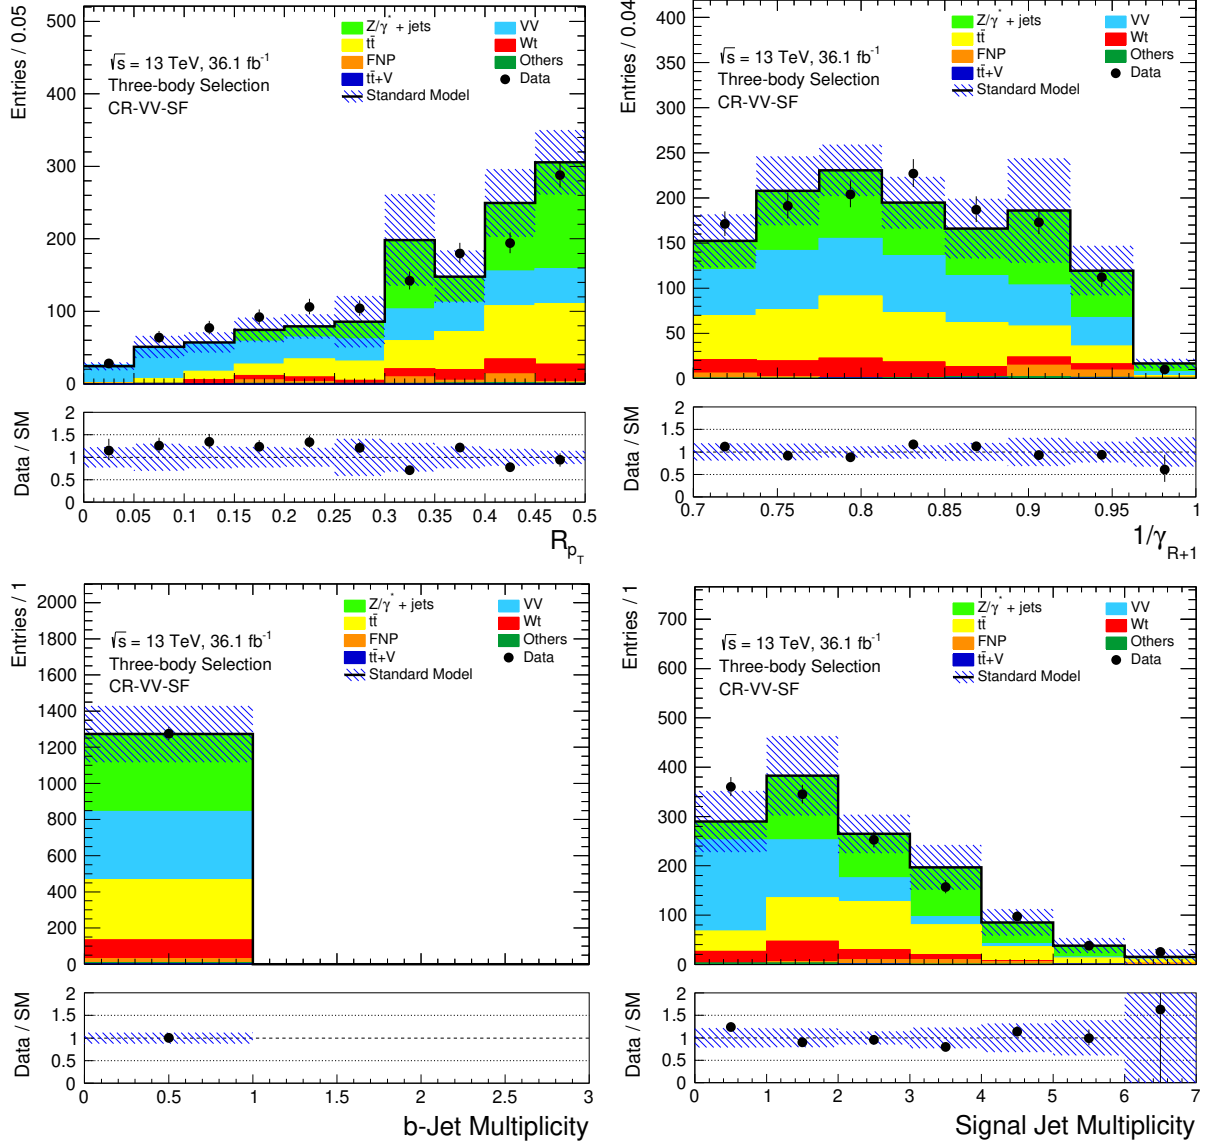 Entries / 0.05
500
400
300
200
100
0
√s = 13 TeV, 36.1 fb⁻¹
Three-body Selection
CR-VV-SF
Z/γ* + jets
tt̄
FNP
tt̄+V
Standard Model
VV
Wt
Others
Data
Data / SM
2
1.5
1
0.5
0
0 0.05 0.1 0.15 0.2 0.25 0.3 0.35 0.4 0.45 0.5
R_{p_T}
Entries / 0.04
400
350
300
250
200
150
100
50
0
√s = 13 TeV, 36.1 fb⁻¹
Three-body Selection
CR-VV-SF
Z/γ* + jets
tt̄
FNP
tt̄+V
Standard Model
VV
Wt
Others
Data
Data / SM
2
1.5
1
0.5
0
0.7 0.75 0.8 0.85 0.9 0.95 1
1/γ_{R+1}
Entries / 1
2000
1800
1600
1400
1200
1000
800
600
400
200
0
√s = 13 TeV, 36.1 fb⁻¹
Three-body Selection
CR-VV-SF
Z/γ* + jets
tt̄
FNP
tt̄+V
Standard Model
VV
Wt
Others
Data
Data / SM
2
1.5
1
0.5
0
0 0.5 1 1.5 2 2.5 3
b-Jet Multiplicity
Entries / 1
700
600
500
400
300
200
100
0
√s = 13 TeV, 36.1 fb⁻¹
Three-body Selection
CR-VV-SF
Z/γ* + jets
tt̄
FNP
tt̄+V
Standard Model
VV
Wt
Others
Data
Data / SM
2
1.5
1
0.5
0
0 1 2 3 4 5 6 7
Signal Jet Multiplicity